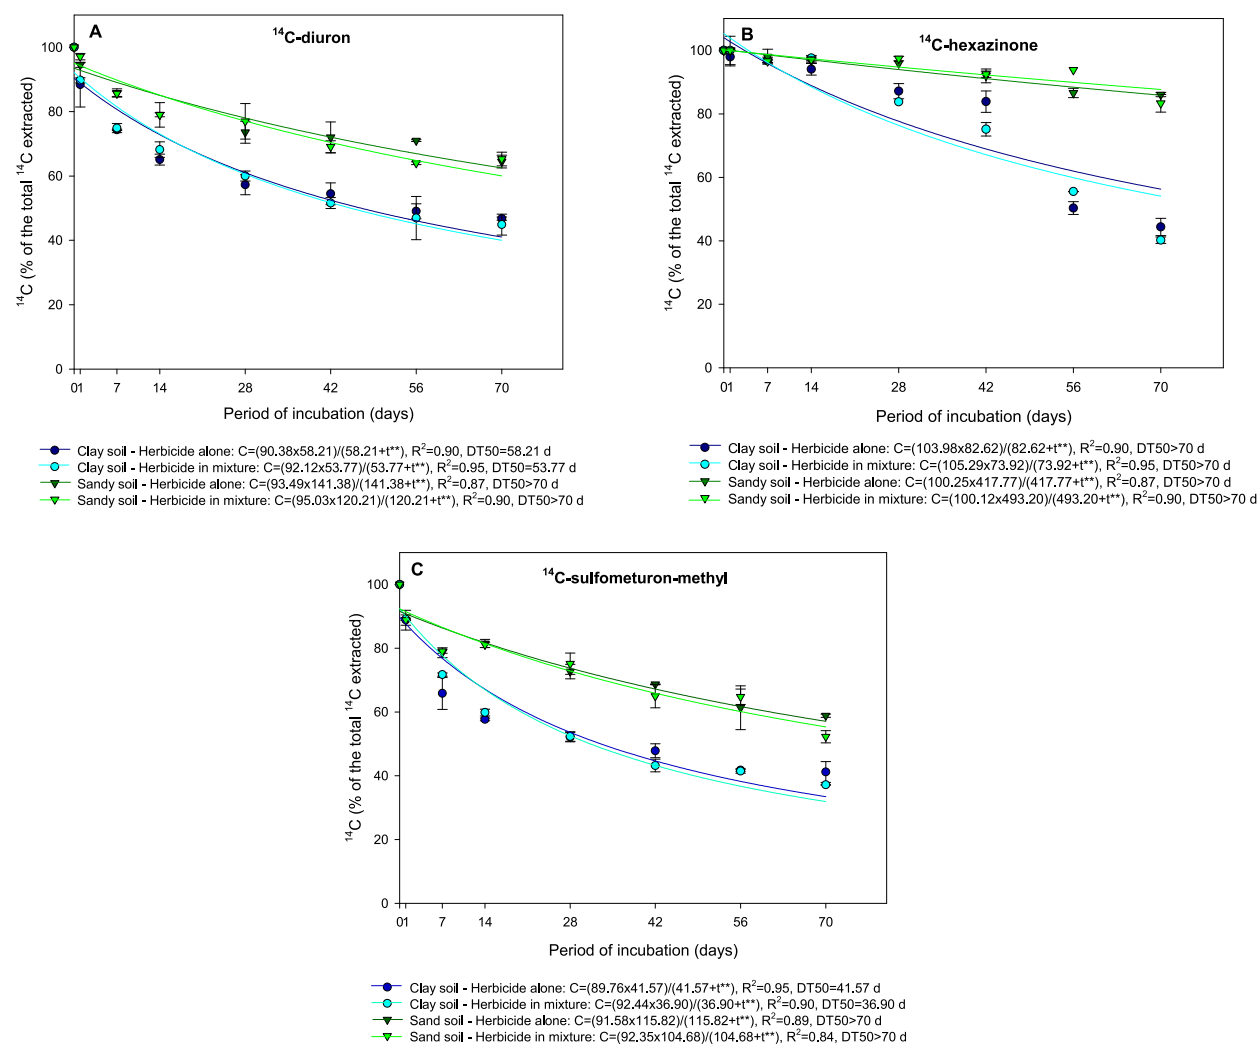 A
¹⁴C-diuron
¹⁴C (% of the total ¹⁴C extracted)
100
80
60
40
20
0
01 7 14 28 42 56 70
Period of incubation (days)
Clay soil - Herbicide alone: C=(90.38x58.21)/(58.21+t**), R²=0.90, DT50=58.21 d
Clay soil - Herbicide in mixture: C=(92.12x53.77)/(53.77+t**), R²=0.95, DT50=53.77 d
Sandy soil - Herbicide alone: C=(93.49x141.38)/(141.38+t**), R²=0.87, DT50>70 d
Sandy soil - Herbicide in mixture: C=(95.03x120.21)/(120.21+t**), R²=0.90, DT50>70 d
B
¹⁴C-hexazinone
¹⁴C (% of the total ¹⁴C extracted)
100
80
60
40
20
0
01 7 14 28 42 56 70
Period of incubation (days)
Clay soil - Herbicide alone: C=(103.98x82.62)/(82.62+t**), R²=0.90, DT50>70 d
Clay soil - Herbicide in mixture: C=(105.29x73.92)/(73.92+t**), R²=0.95, DT50>70 d
Sandy soil - Herbicide alone: C=(100.25x417.77)/(417.77+t**), R²=0.87, DT50>70 d
Sandy soil - Herbicide in mixture: C=(100.12x493.20)/(493.20+t**), R²=0.90, DT50>70 d
C
¹⁴C-sulfometuron-methyl
¹⁴C (% of the total ¹⁴C extracted)
100
80
60
40
20
0
01 7 14 28 42 56 70
Period of incubation (days)
Clay soil - Herbicide alone: C=(89.76x41.57)/(41.57+t**), R²=0.95, DT50=41.57 d
Clay soil - Herbicide in mixture: C=(92.44x36.90)/(36.90+t**), R²=0.90, DT50=36.90 d
Sand soil - Herbicide alone: C=(91.58x115.82)/(115.82+t**), R²=0.89, DT50>70 d
Sand soil - Herbicide in mixture: C=(92.35x104.68)/(104.68+t**), R²=0.84, DT50>70 d